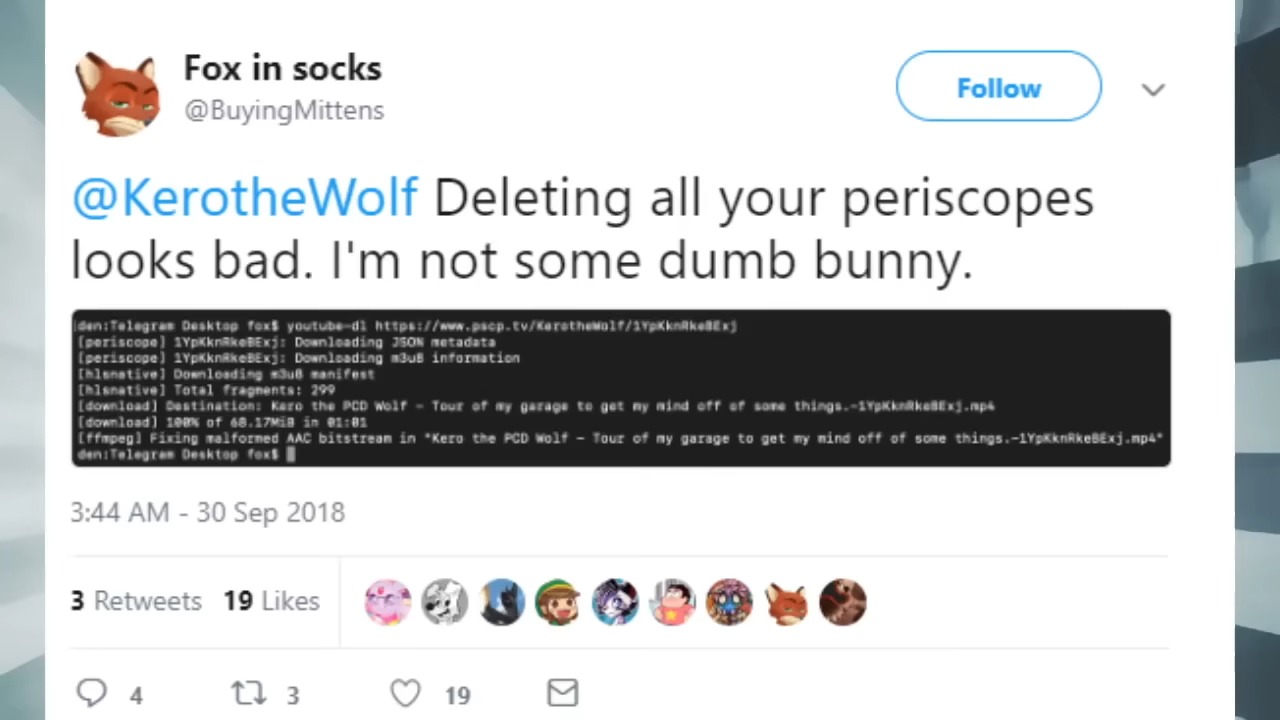 Fox in socks
@BuyingMittens
Follow
@KerotheWolf Deleting all your periscopes
looks bad. I'm not some dumb bunny.
den:Telegram Desktop fox$ youtube-dl https://www.pscp.tv/KerotheWolf/1YpKknRkeBExj
[periscope] 1YpKknRkeBExj: Downloading JSON metadata
[periscope] 1YpKknRkeBExj: Downloading m3u8 information
[hlsnative] Downloading m3u8 manifest
[hlsnative] Total fragments: 299
[download] Destination: Kero the PCD Wolf - Tour of my garage to get my mind off of some things.-1YpKknRkeBExj.mp4
[download] 100% of 68.17MiB in 01:01
[ffmpeg] Fixing malformed AAC bitstream in "Kero the PCD Wolf - Tour of my garage to get my mind off of some things.-1YpKknRkeBExj.mp4"
den:Telegram Desktop fox$
3:44 AM - 30 Sep 2018
3 Retweets 19 Likes
4 3 19